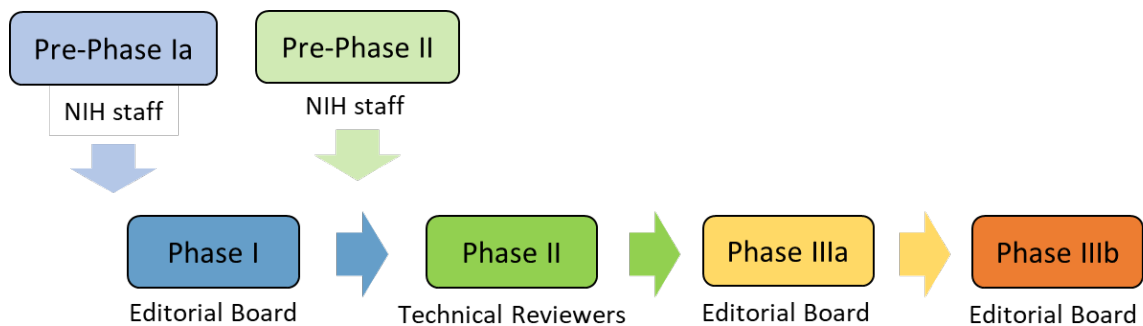 Pre-Phase Ia
Pre-Phase II
NIH staff
NIH staff
Phase I
Phase II
Phase IIIa
Phase IIIb
Editorial Board
Technical Reviewers
Editorial Board
Editorial Board